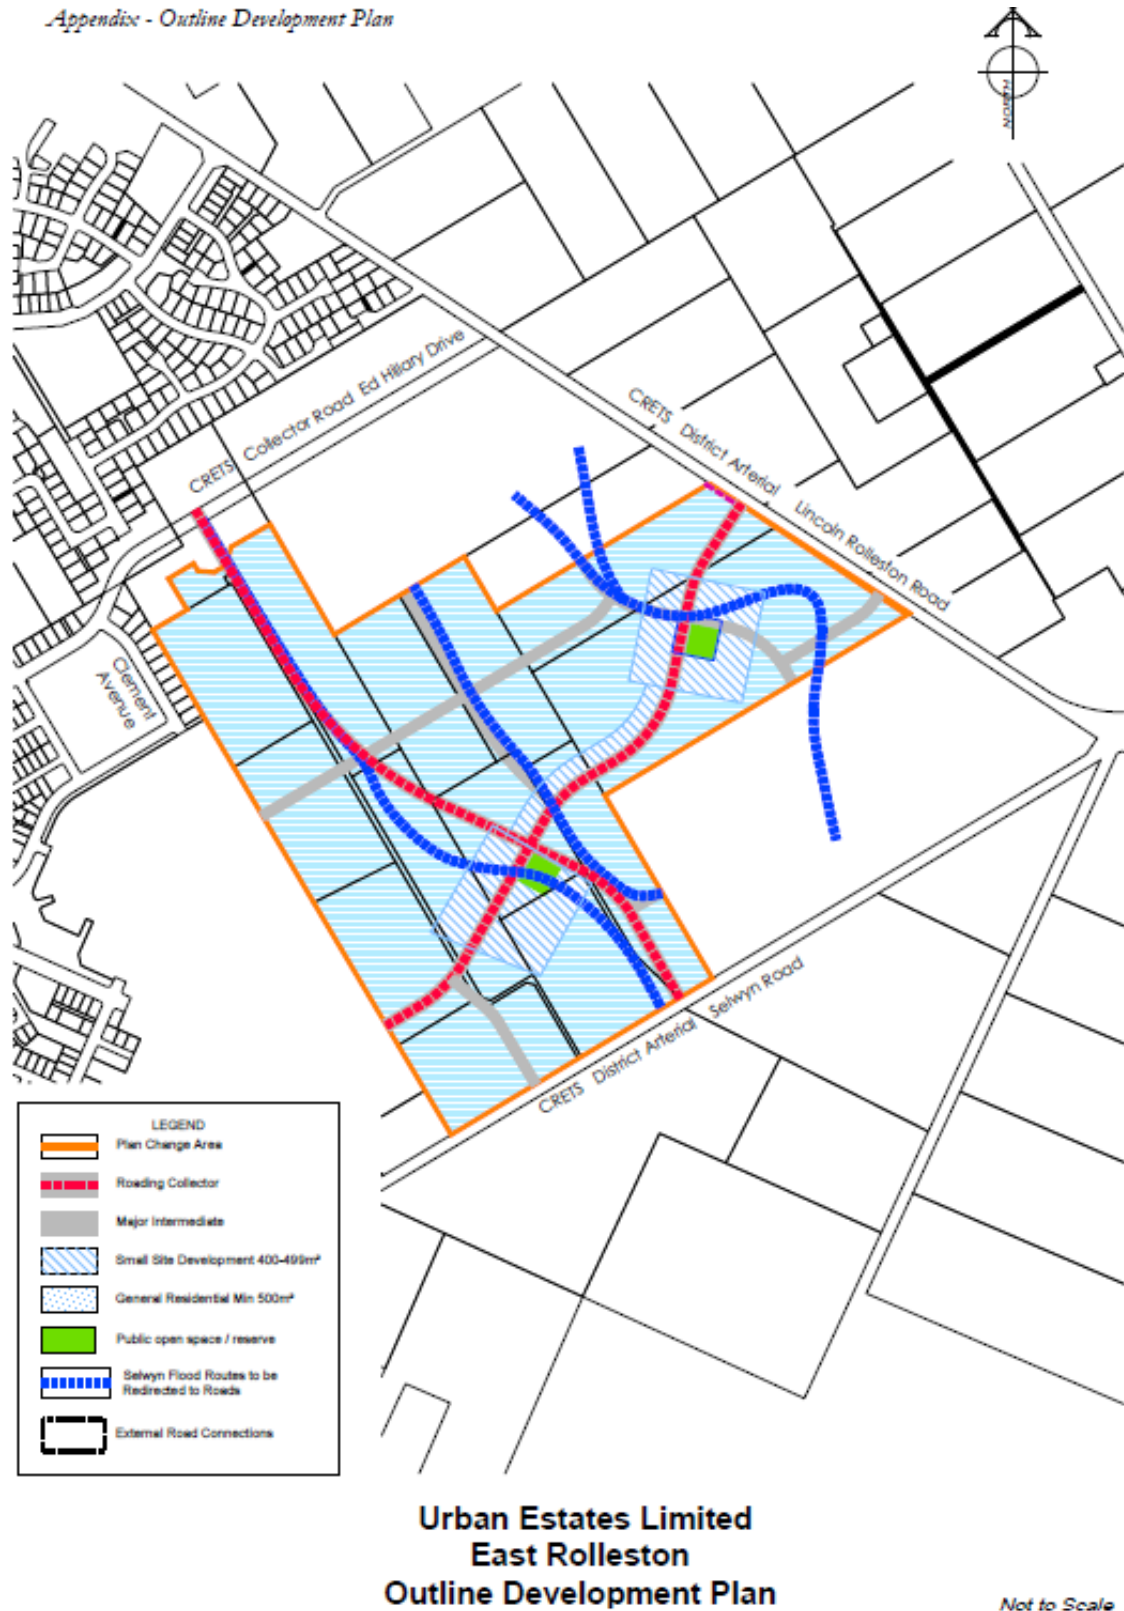 Appendix - Outline Development Plan
NORTH
CRETS Collector Road Ed Hillary Drive
CRETS District Arterial Lincoln Rolleston Road
Clement
Avenue
CRETS District Arterial Selwyn Road
LEGEND
Plan Change Area
Roading Collector
Major Intermediate
Small Site Development 400-499m²
General Residential Min 500m²
Public open space / reserve
Selwyn Flood Routes to be
Redirected to Roads
External Road Connections
Urban Estates Limited
East Rolleston
Outline Development Plan
Not to Scale